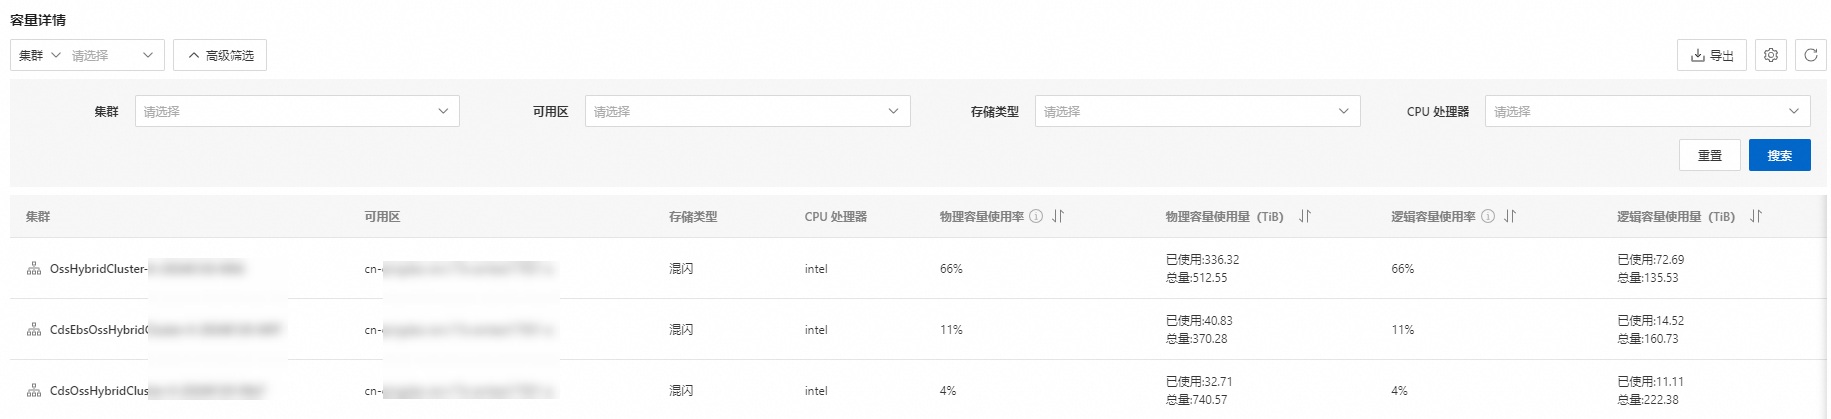 容量详情
集群 请选择 高级筛选 导出
集群 请选择 可用区 请选择 存储类型 请选择 CPU 处理器 请选择
重置 搜索
集群 可用区 存储类型 CPU 处理器 物理容量使用率 物理容量使用量（TiB） 逻辑容量使用率 逻辑容量使用量（TiB）
OssHybridCluster- cn- 混闪 intel 66% 已使用:336.32 66% 已使用:72.69
总量:512.55 总量:135.53
CdsEbsOssHybridC cn- 混闪 intel 11% 已使用:40.83 11% 已使用:14.52
总量:370.28 总量:160.73
CdsOssHybridClus cn- 混闪 intel 4% 已使用:32.71 4% 已使用:11.11
总量:740.57 总量:222.38